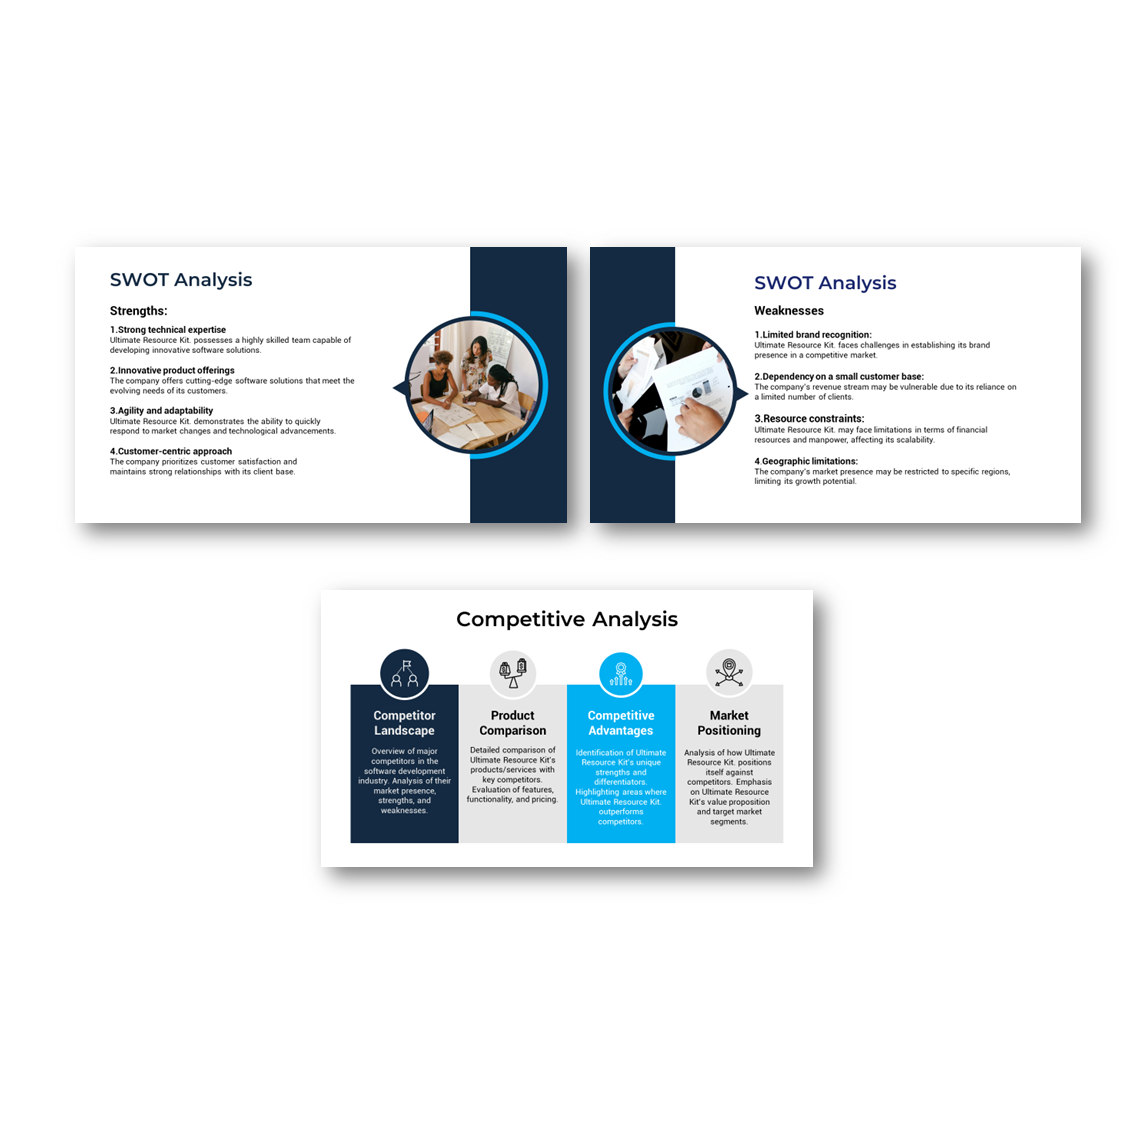 SWOT Analysis
Strengths:
1.Strong technical expertise
Ultimate Resource Kit. possesses a highly skilled team capable of
developing innovative software solutions.
2.Innovative product offerings
The company offers cutting-edge software solutions that meet the
evolving needs of its customers.
3.Agility and adaptability
Ultimate Resource Kit. demonstrates the ability to quickly
respond to market changes and technological advancements.
4.Customer-centric approach
The company prioritizes customer satisfaction and
maintains strong relationships with its client base.
SWOT Analysis
Weaknesses
1.Limited brand recognition:
Ultimate Resource Kit. faces challenges in establishing its brand
presence in a competitive market.
2.Dependency on a small customer base:
The company's revenue stream may be vulnerable due to its reliance on
a limited number of clients.
3.Resource constraints:
Ultimate Resource Kit. may face limitations in terms of financial
resources and manpower, affecting its scalability.
4.Geographic limitations:
The company's market presence may be restricted to specific regions,
limiting its growth potential.
Competitive Analysis
Competitor
Landscape
Overview of major
competitors in the
software development
industry. Analysis of their
market presence,
strengths, and
weaknesses.
Product
Comparison
Detailed comparison of
Ultimate Resource Kit's
products/services with
key competitors.
Evaluation of features,
functionality, and pricing.
Competitive
Advantages
Identification of Ultimate
Resource Kit's unique
strengths and
differentiators.
Highlighting areas where
Ultimate Resource Kit.
outperforms
competitors.
Market
Positioning
Analysis of how Ultimate
Resource Kit. positions
itself against
competitors. Emphasis
on Ultimate Resource
Kit's value proposition
and target market
segments.